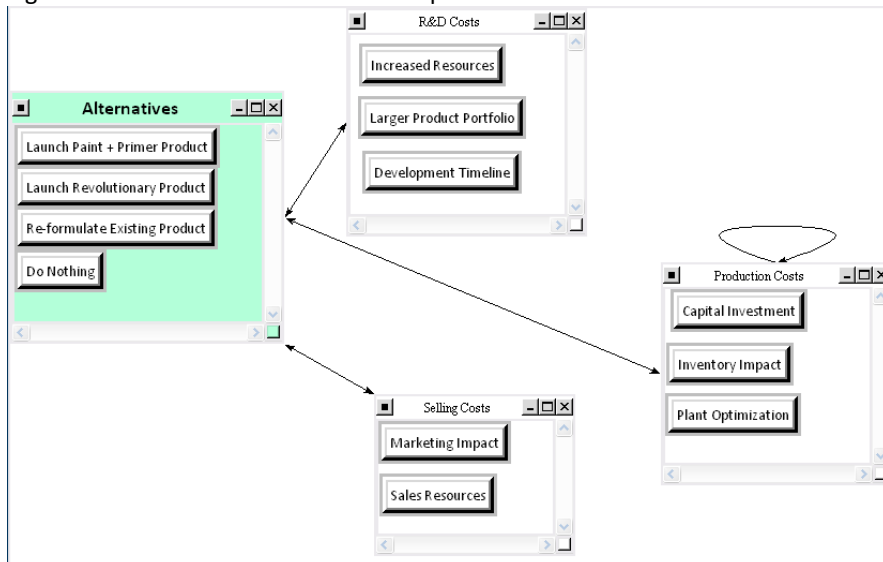 R&D Costs
Increased Resources
Larger Product Portfolio
Development Timeline
Alternatives
Launch Paint + Primer Product
Launch Revolutionary Product
Re-formulate Existing Product
Do Nothing
Production Costs
Capital Investment
Inventory Impact
Plant Optimization
Selling Costs
Marketing Impact
Sales Resources